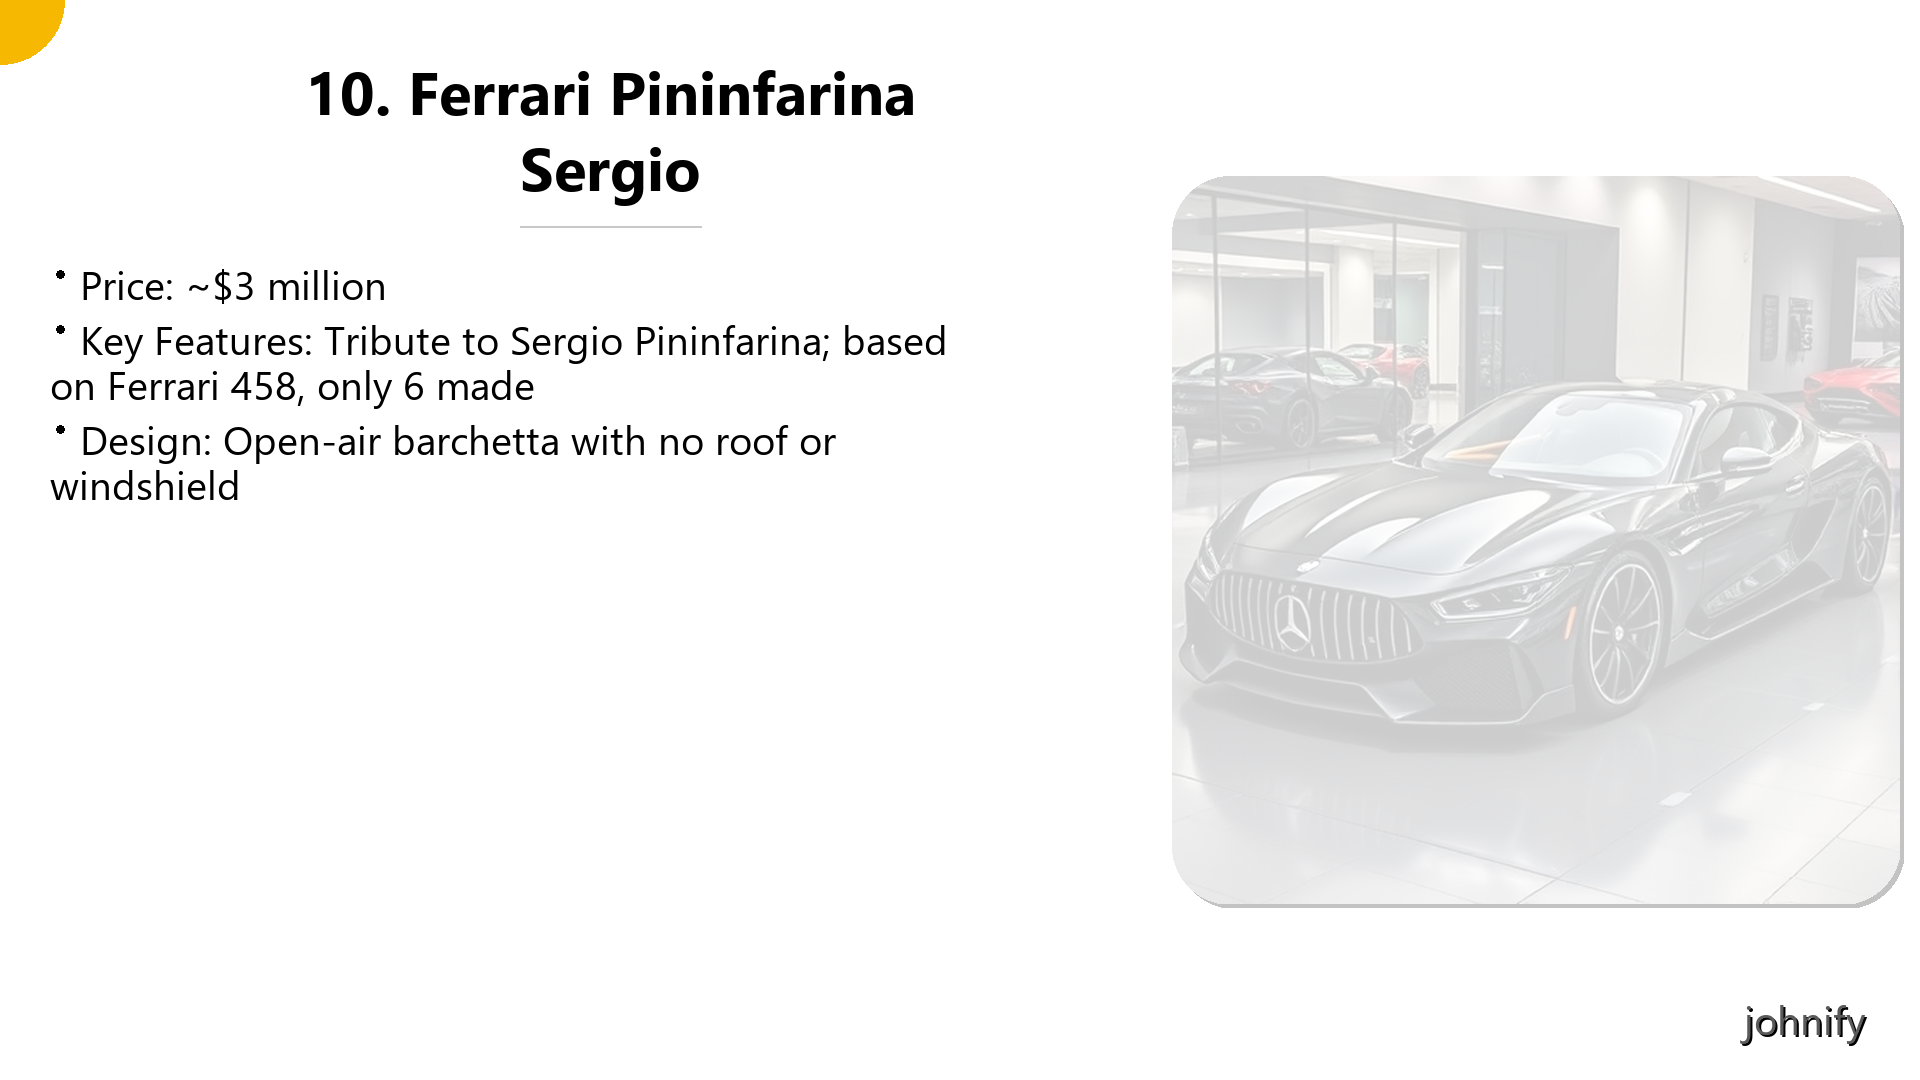 10. Ferrari Pininfarina
Sergio
• Price: ~$3 million
• Key Features: Tribute to Sergio Pininfarina; based
on Ferrari 458, only 6 made
• Design: Open-air barchetta with no roof or
windshield
johnify